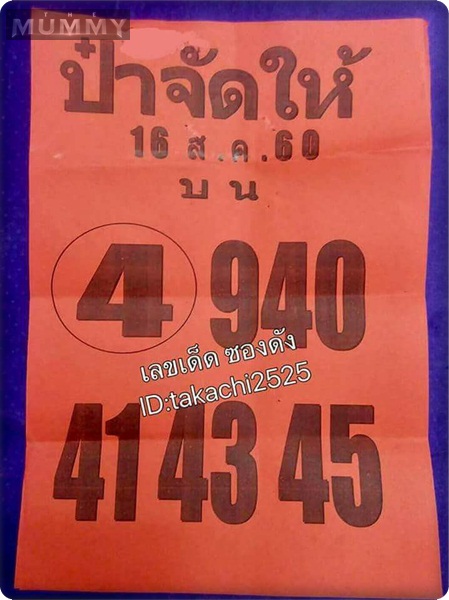 THE
MUMMY
ป๋าจัดให้
16 ส.ค.60
บน
4 940
เลขเด็ด ซองดัง
ID:takachi2525
41 43 45